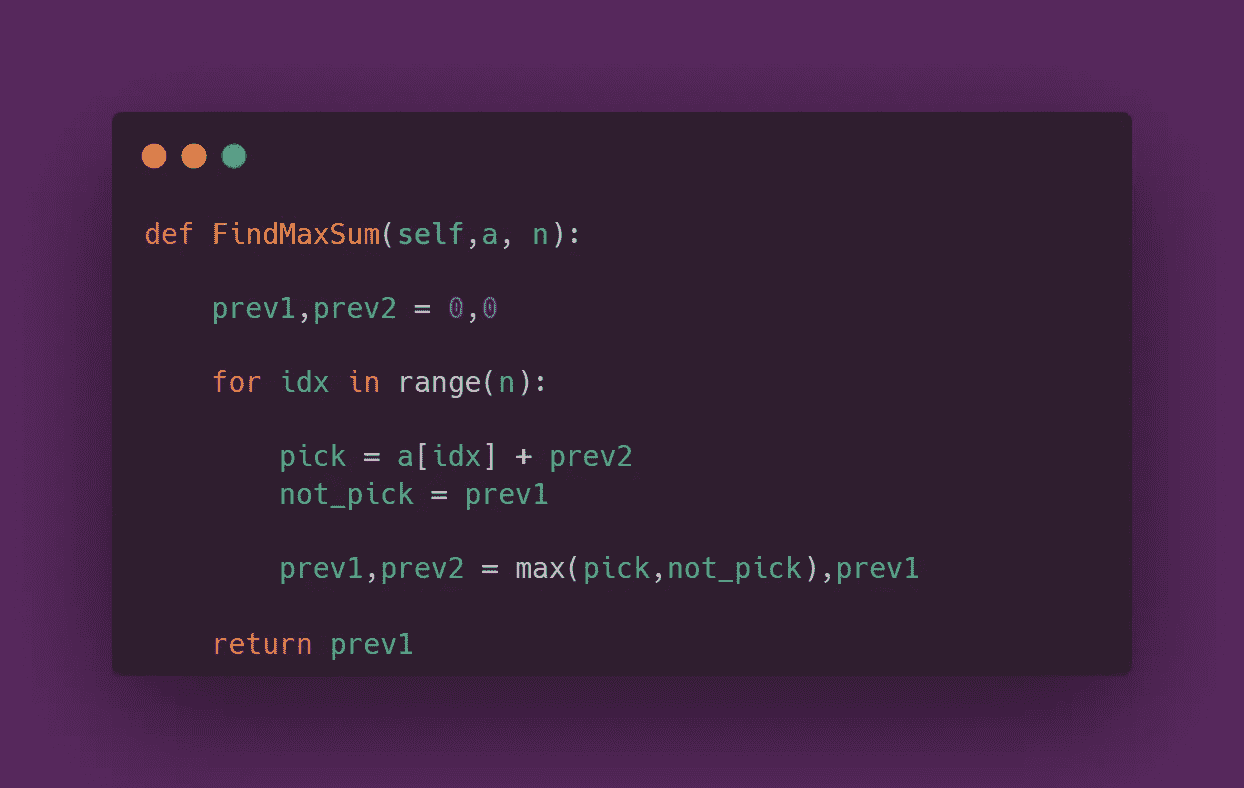 def FindMaxSum(self,a, n):
    prev1,prev2 = 0,0
    for idx in range(n):
        pick = a[idx] + prev2
        not_pick = prev1
        prev1,prev2 = max(pick,not_pick),prev1
    return prev1